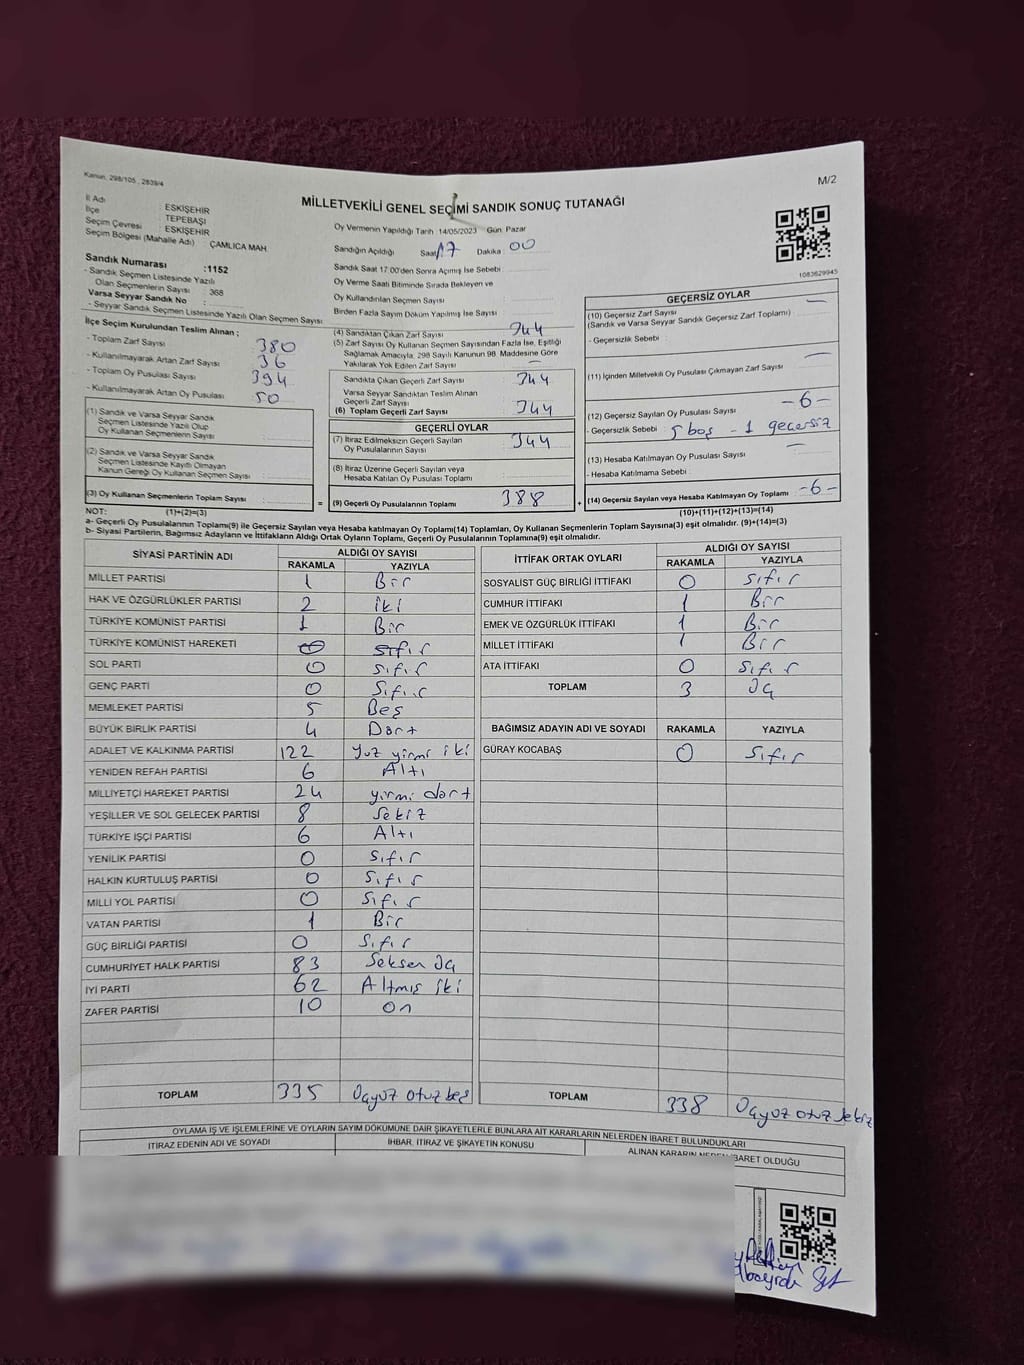 Kanun, 298/105 , 2839/4
M/2
MİLLETVEKİLİ GENEL SEÇİMİ SANDIK SONUÇ TUTANAĞI
İl Adı : ESKİŞEHİR
İlçe : TEPEBAŞI
Seçim Çevresi : ESKİŞEHİR
Seçim Bölgesi (Mahalle Adı) : ÇAMLICA MAH
Sandık Numarası :1152
- Sandık Seçmen Listesinde Yazılı
Olan Seçmenlerin Sayısı : 368
Varsa Seyyar Sandık No :
- Seyyar Sandık Seçmen Listesinde Yazılı Olan Seçmen Sayısı
İlçe Seçim Kurulundan Teslim Alınan ;
- Toplam Zarf Sayısı 380
- Kullanılmayarak Artan Zarf Sayısı 36
- Toplam Oy Pusulası Sayısı 394
- Kullanılmayarak Artan Oy Pusulası 50
(1) Sandık ve Varsa Seyyar Sandık
Seçmen Listesinde Yazılı Olup
Oy Kullanan Seçmenlerin Sayısı
(2) Sandık ve Varsa Seyyar Sandık
Seçmen Listesinde Kayıtlı Olmayan
Kanun Gereği Oy Kullanan Seçmen Sayısı
(3) Oy Kullanan Seçmenlerin Toplam Sayısı =
Oy Vermenin Yapıldığı Tarih 14/05/2023 Gün: Pazar
Sandığın Açıldığı Saat 17 Dakika 00
Sandık Saat 17:00'den Sonra Açılmış İse Sebebi
Oy Verme Saati Bitiminde Sırada Bekleyen ve
Oy Kullandırılan Seçmen Sayısı
Birden Fazla Sayım Döküm Yapılmış İse Sayısı
(4) Sandıktan Çıkan Zarf Sayısı 344
(5) Zarf Sayısı Oy Kullanan Seçmen Sayısından Fazla İse, Eşitliği
Sağlamak Amacıyla, 298 Sayılı Kanunun 98. Maddesine Göre
Yakılarak Yok Edilen Zarf Sayısı –
Sandıkta Çıkan Geçerli Zarf Sayısı 344
Varsa Seyyar Sandıktan Teslim Alınan
Geçerli Zarf Sayısı
(6) Toplam Geçerli Zarf Sayısı 344
GEÇERLİ OYLAR
(7) İtiraz Edilmeksizin Geçerli Sayılan
Oy Pusulası Toplamı 344
(8) İtiraz Üzerine Geçerli Sayılan veya
Hesaba Katılan Oy Pusulası Toplamı
(9) Geçerli Oy Pusulalarının Toplamı 388 +
1083629945
GEÇERSİZ OYLAR
(10) Geçersiz Zarf Sayısı –
(Sandık ve Varsa Seyyar Sandık Geçersiz Zarf Toplamı)
- Geçersizlik Sebebi :
(11) İçinden Milletvekili Oy Pusulası Çıkmayan Zarf Sayısı –
(12) Geçersiz Sayılan Oy Pusulası Sayısı -6-
- Geçersizlik Sebebi : 5 boş - 1 geçersiz
(13) Hesaba Katılmayan Oy Pusulası Sayısı –
- Hesaba Katılmama Sebebi :
(14) Geçersiz Sayılan veya Hesaba Katılmayan Oy Toplamı -6-
NOT: (1)+(2)=(3) (10)+(11)+(12)+(13)=(14)
a- Geçerli Oy Pusulalarının Toplamı(9) ile Geçersiz Sayılan veya Hesaba katılmayan Oy Toplamı(14) Toplamları, Oy Kullanan Seçmenlerin Toplam Sayısına(3) eşit olmalıdır. (9)+(14)=(3)
b- Siyasi Partilerin, Bağımsız Adayların ve İttifakların Aldığı Ortak Oyların Toplamı, Geçerli Oy Pusulalarının Toplamına(9) eşit olmalıdır.
SİYASİ PARTİNİN ADI ALDIĞI OY SAYISI
RAKAMLA YAZIYLA
MİLLET PARTİSİ 1 Bir
HAK VE ÖZGÜRLÜKLER PARTİSİ 2 iki
TÜRKİYE KOMÜNİST PARTİSİ 1 Bir
TÜRKİYE KOMÜNİST HAREKETİ 0 sıfır
SOL PARTİ 0 sıfır
GENÇ PARTİ 0 Sıfır
MEMLEKET PARTİSİ 5 Beş
BÜYÜK BİRLİK PARTİSİ 4 Dört
ADALET VE KALKINMA PARTİSİ 122 Yüz yirmi iki
YENİDEN REFAH PARTİSİ 6 Altı
MİLLİYETÇİ HAREKET PARTİSİ 24 yirmi dört
YEŞİLLER VE SOL GELECEK PARTİSİ 8 Sekiz
TÜRKİYE İŞÇİ PARTİSİ 6 Altı
YENİLİK PARTİSİ 0 Sıfır
HALKIN KURTULUŞ PARTİSİ 0 Sıfır
MİLLİ YOL PARTİSİ 0 Sıfır
VATAN PARTİSİ 1 Bir
GÜÇ BİRLİĞİ PARTİSİ 0 Sıfır
CUMHURİYET HALK PARTİSİ 83 Seksen Üç
İYİ PARTİ 62 Altmış iki
ZAFER PARTİSİ 10 On
TOPLAM 335 Üçyüz otuz beş
İTTİFAK ORTAK OYLARI ALDIĞI OY SAYISI
RAKAMLA YAZIYLA
SOSYALİST GÜÇ BİRLİĞİ İTTİFAKI 0 Sıfır
CUMHUR İTTİFAKI 1 Bir
EMEK VE ÖZGÜRLÜK İTTİFAKI 1 Bir
MİLLET İTTİFAKI 1 Bir
ATA İTTİFAKI 0 Sıfır
TOPLAM 3 Üç
BAĞIMSIZ ADAYIN ADI VE SOYADI RAKAMLA YAZIYLA
GÜRAY KOCABAŞ 0 Sıfır
TOPLAM 338 Üçyüz otuz sekiz
OYLAMA İŞ VE İŞLEMLERİNE VE OYLARIN SAYIM DÖKÜMÜNE DAİR ŞİKAYETLERLE BUNLARA AİT KARARLARIN NELERDEN İBARET BULUNDUKLARI
İTİRAZ EDENİN ADI VE SOYADI İHBAR, İTİRAZ VE ŞİKAYETİN KONUSU ALINAN KARARIN NEDEN İBARET OLDUĞU